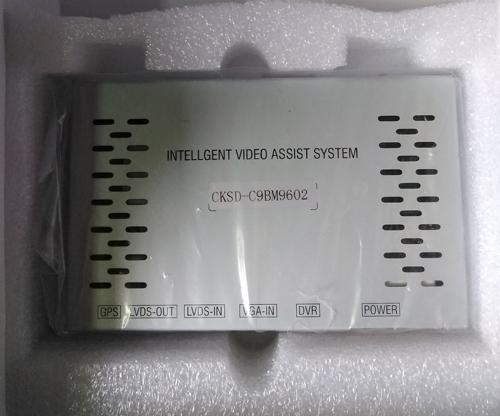 INTELLGENT VIDEO ASSIST SYSTEM
CKSD-C9BM9602
GPS LVDS-OUT LVDS-IN VGA-IN DVR POWER